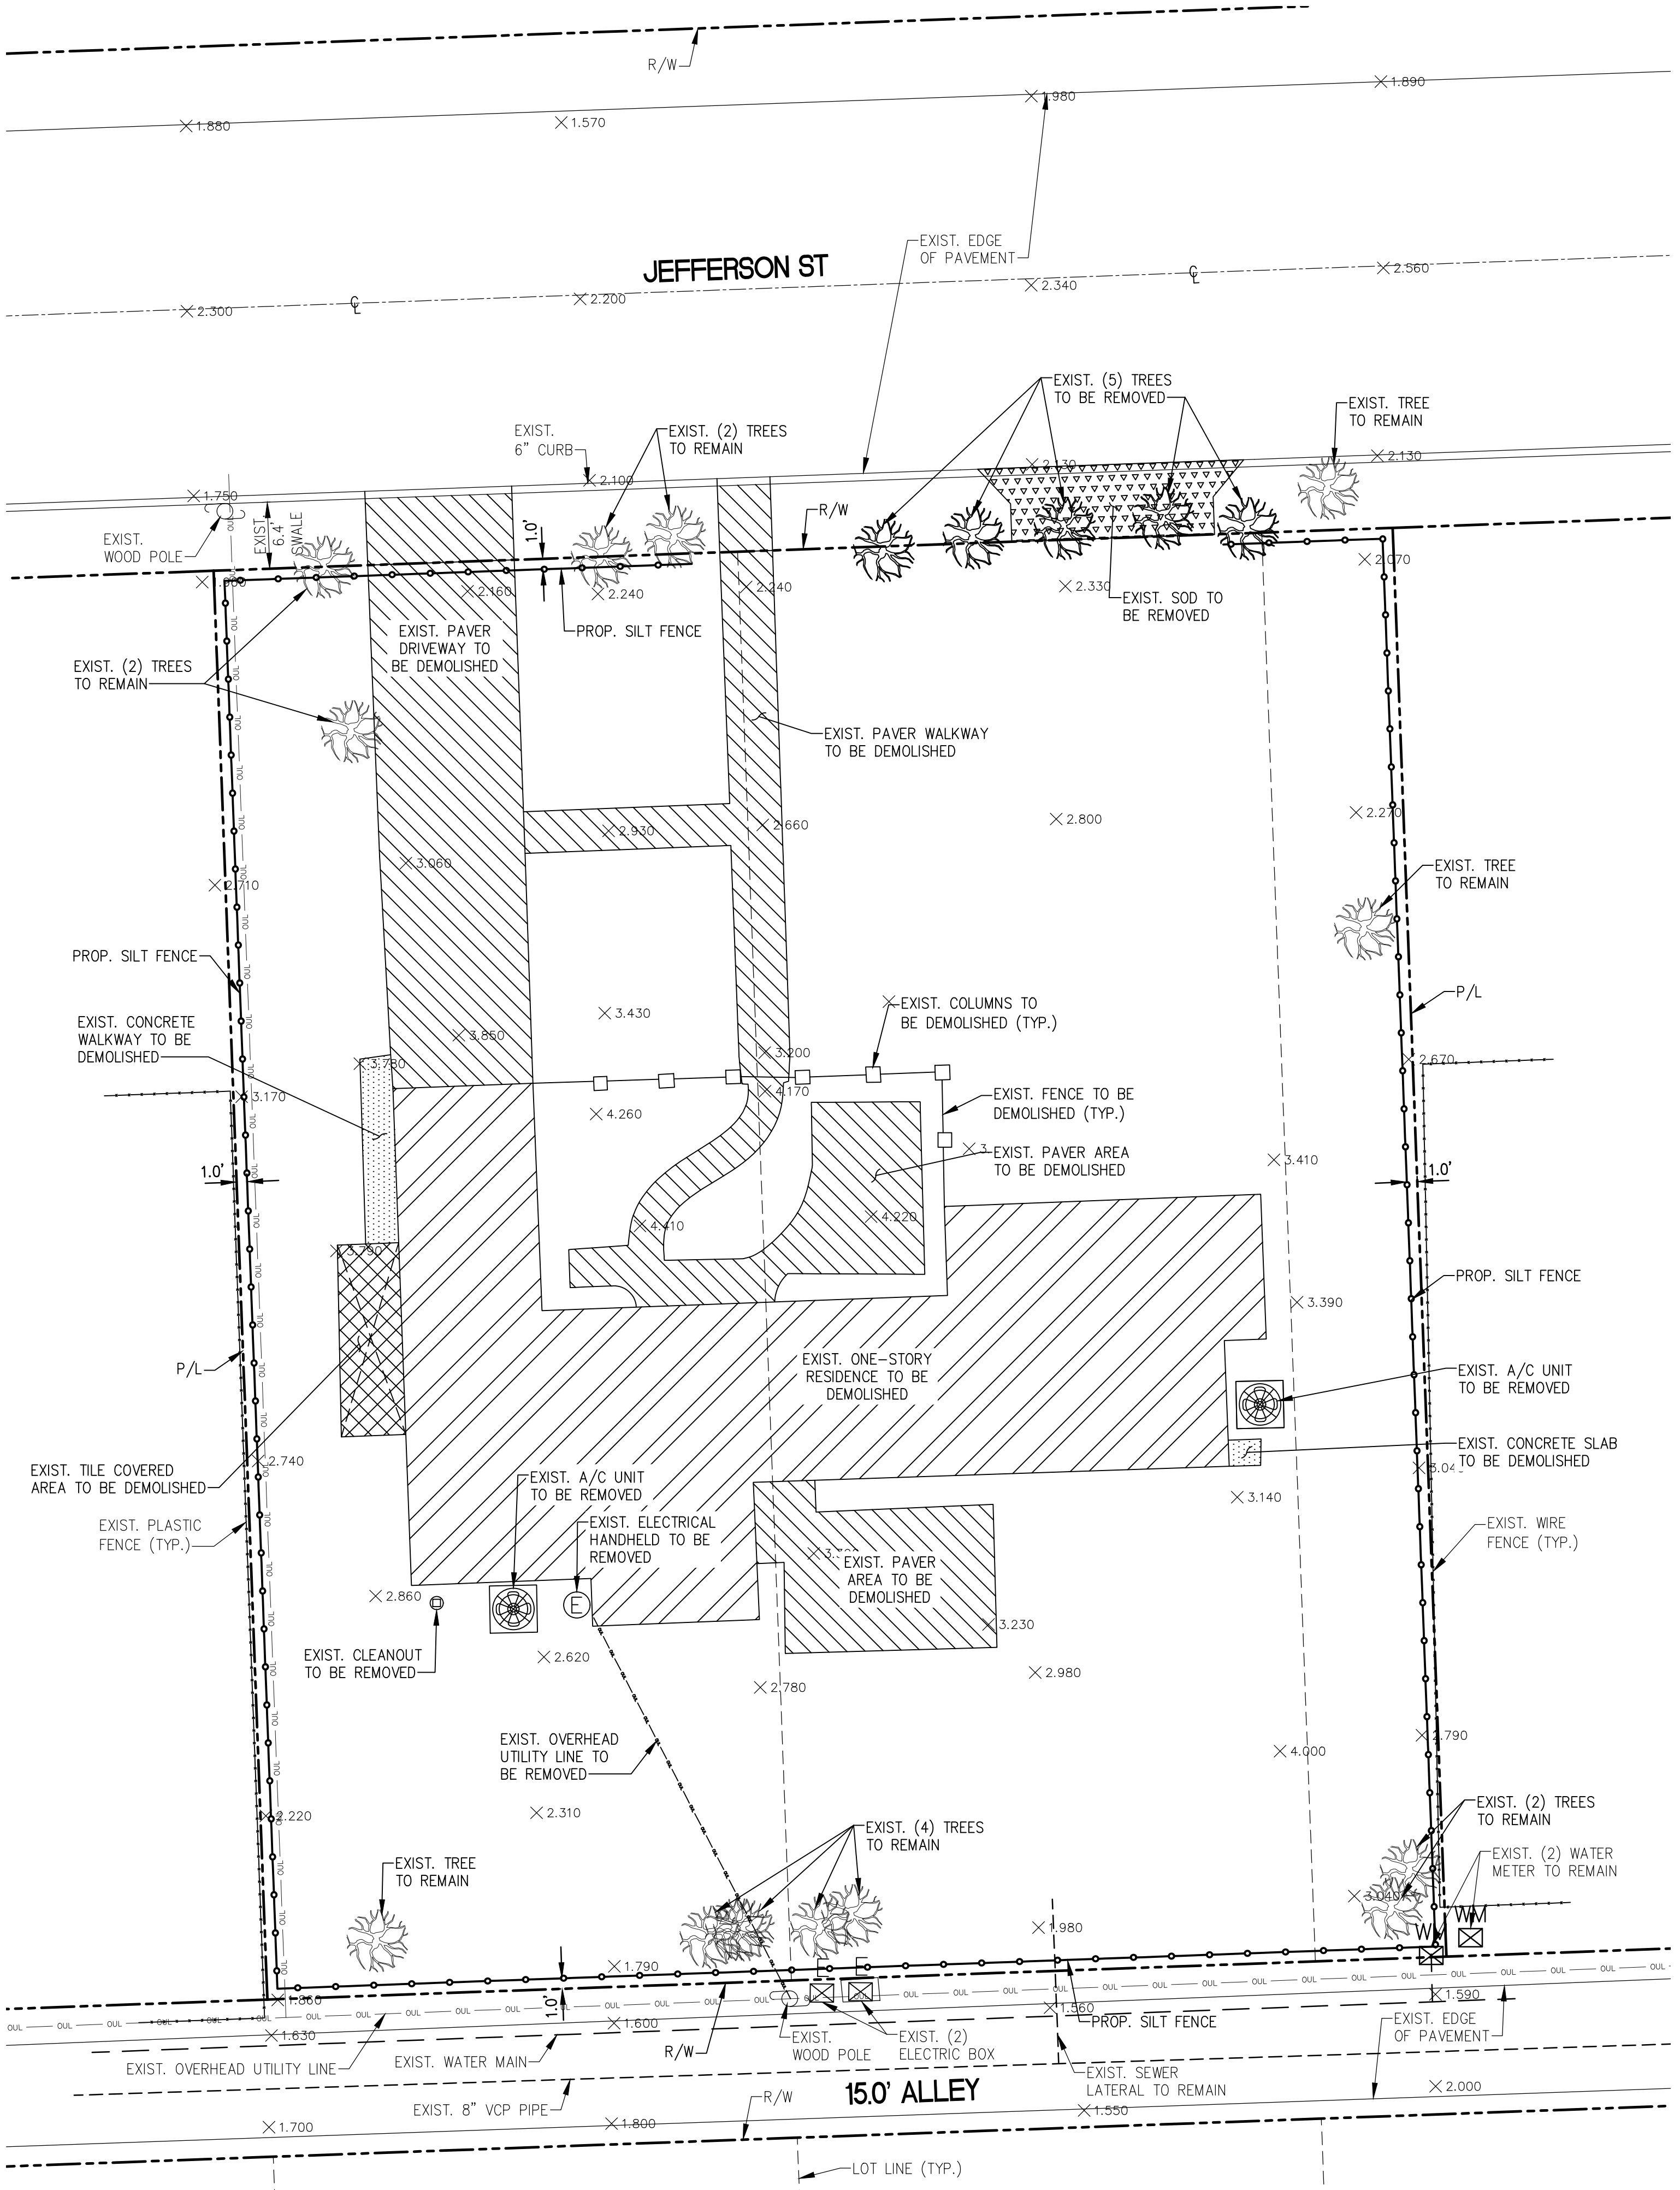 R/W
1.890
1.980
1.880
1.570
EXIST. EDGE
OF PAVEMENT
JEFFERSON ST
2.560
2.340
2.200
2.300
EXIST. (5) TREES
TO BE REMOVED
EXIST. TREE
TO REMAIN
EXIST.
6" CURB
EXIST. (2) TREES
TO REMAIN
2.130
2.130
2.100
1.750
EXIST.
6.4'
SWALE
EXIST.
WOOD POLE
1.0'
R/W
2.070
2.160
2.240
2.240
2.330
EXIST. SOD TO
BE REMOVED
EXIST. PAVER
DRIVEWAY TO
BE DEMOLISHED
PROP. SILT FENCE
EXIST. (2) TREES
TO REMAIN
EXIST. PAVER WALKWAY
TO BE DEMOLISHED
2.930
2.660
2.800
2.270
3.060
2.710
EXIST. TREE
TO REMAIN
PROP. SILT FENCE
P/L
EXIST. COLUMNS TO
BE DEMOLISHED (TYP.)
3.430
EXIST. CONCRETE
WALKWAY TO BE
DEMOLISHED
3.850
3.200
3.780
2.670
3.170
4.170
4.260
EXIST. FENCE TO BE
DEMOLISHED (TYP.)
EXIST. PAVER AREA
TO BE DEMOLISHED
3.410
1.0'
1.0'
4.410
4.220
3.790
PROP. SILT FENCE
3.390
P/L
EXIST. ONE-STORY
RESIDENCE TO BE
DEMOLISHED
EXIST. A/C UNIT
TO BE REMOVED
EXIST. CONCRETE SLAB
TO BE DEMOLISHED
2.740
EXIST. TILE COVERED
AREA TO BE DEMOLISHED
EXIST. A/C UNIT
TO BE REMOVED
3.140
EXIST. PLASTIC
FENCE (TYP.)
EXIST. ELECTRICAL
HANDHELD TO BE
REMOVED
EXIST. WIRE
FENCE (TYP.)
EXIST. PAVER
AREA TO BE
DEMOLISHED
2.860
E
3.230
EXIST. CLEANOUT
TO BE REMOVED
2.620
2.980
2.780
EXIST. OVERHEAD
UTILITY LINE TO
BE REMOVED
2.790
4.000
2.220
2.310
EXIST. (4) TREES
TO REMAIN
EXIST. (2) TREES
TO REMAIN
EXIST. TREE
TO REMAIN
EXIST. (2) WATER
METER TO REMAIN
3.040
WM
1.980
1.790
E
E
1.860
1.0'
1.590
1.560
OUL OUL OUL OUL OUL OUL OUL OUL
1.630
1.600
PROP. SILT FENCE
R/W
EXIST.
WOOD POLE
EXIST. (2)
ELECTRIC BOX
EXIST. EDGE
OF PAVEMENT
EXIST. OVERHEAD UTILITY LINE
EXIST. WATER MAIN
EXIST. SEWER
LATERAL TO REMAIN
EXIST. 8" VCP PIPE
R/W
15.0' ALLEY
2.000
1.700
1.800
1.550
LOT LINE (TYP.)